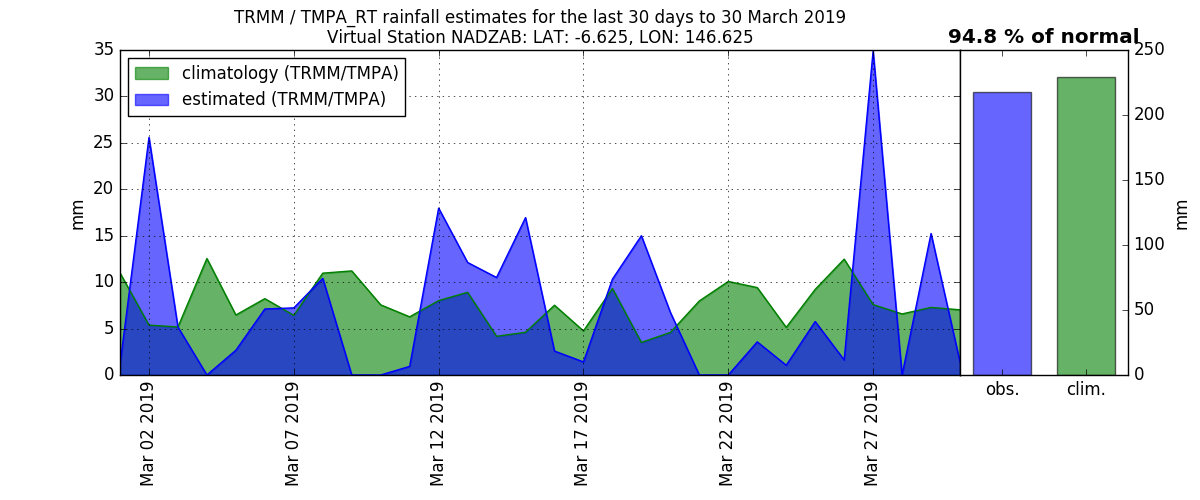 TRMM / TMPA_RT rainfall estimates for the last 30 days to 30 March 2019
Virtual Station NADZAB: LAT: -6.625, LON: 146.625
94.8 % of normal
climatology (TRMM/TMPA)
estimated (TRMM/TMPA)
35
30
25
20
15
10
5
0
mm
Mar 02 2019
Mar 07 2019
Mar 12 2019
Mar 17 2019
Mar 22 2019
Mar 27 2019
obs.
clim.
250
200
150
100
50
0
mm